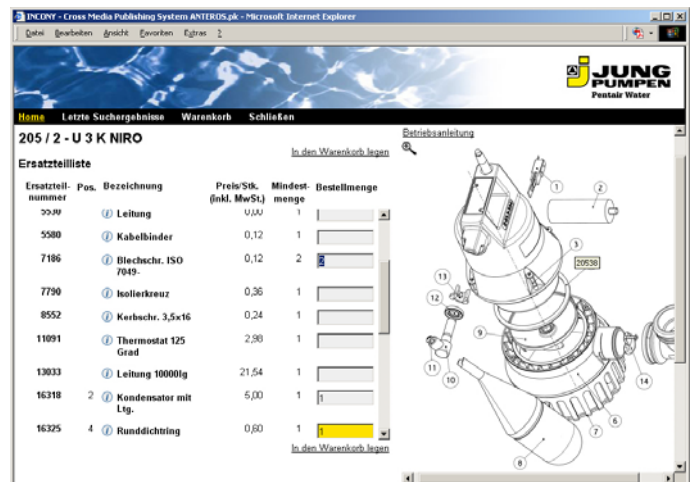 INCONY - Cross Media Publishing System ANTEROS.pk - Microsoft Internet Explorer
Datei Bearbeiten Ansicht Favoriten Extras ?
JUNG
PUMPEN
Pentair Water
Home Letzte Suchergebnisse Warenkorb Schließen
205 / 2 - U 3 K NIRO
In den Warenkorb legen
Ersatzteilliste
Ersatzteil-nummer Pos. Bezeichnung Preis/Stk. (inkl. MwSt.) Mindest-menge Bestellmenge
5530 Leitung 0,00 1
5580 Kabelbinder 0,12 1
7186 Blechschr. ISO 7049- 0,12 2 2
7790 Isolierkreuz 0,36 1
8552 Kerbschr. 3,5x16 0,24 1
11091 Thermostat 125 Grad 2,98 1
13033 Leitung 10000lg 21,54 1
16318 2 Kondensator mit Ltg. 5,00 1 1
16325 4 Runddichtring 0,60 1 1
In den Warenkorb legen
Betriebsanleitung
1
2
3
20538
13
12
9
11
10
14
6
7
8